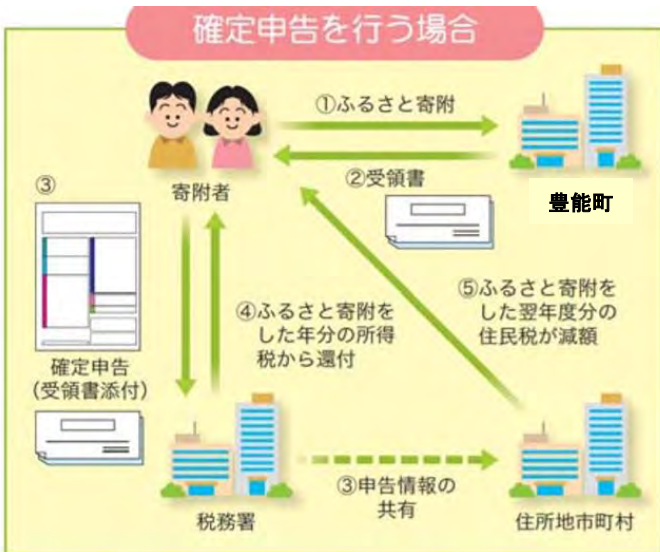 確定申告を行う場合
①ふるさと寄附
②受領書
寄附者
豊能町
③
確定申告
（受領書添付）
④ふるさと寄附を
した年分の所得
税から還付
⑤ふるさと寄附を
した翌年度分の
住民税が減額
税務署
③申告情報の
共有
住所地市町村